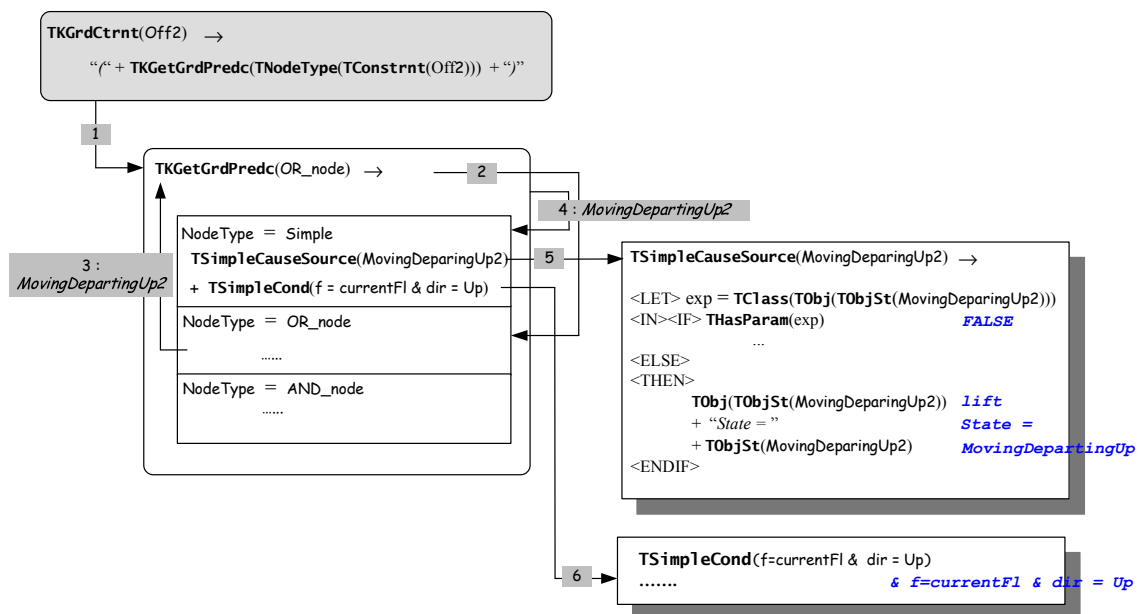 TKGrdCtrnt(Off2) →
“(“ + TKGetGrdPredc(TNodeType(TConstrnt(Off2))) + “)”
1
TKGetGrdPredc(OR_node) →
2
4 : MovingDepartingUp2
NodeType = Simple
TSimpleCauseSource(MovingDeparingUp2)
+ TSimpleCond(f = currentFl & dir = Up)
3 :
MovingDepartingUp2
NodeType = OR_node
......
NodeType = AND_node
......
5
TSimpleCauseSource(MovingDeparingUp2) →
<LET> exp = TClass(TObj(TObjSt(MovingDeparingUp2)))
<IN><IF> THasParam(exp) FALSE
...
<ELSE>
<THEN>
TObj(TObjSt(MovingDeparingUp2)) lift
+ “State = ” State =
+ TObjSt(MovingDeparingUp2) MovingDepartingUp
<ENDIF>
6
TSimpleCond(f=currentFl & dir = Up)
....... & f=currentFl & dir = Up